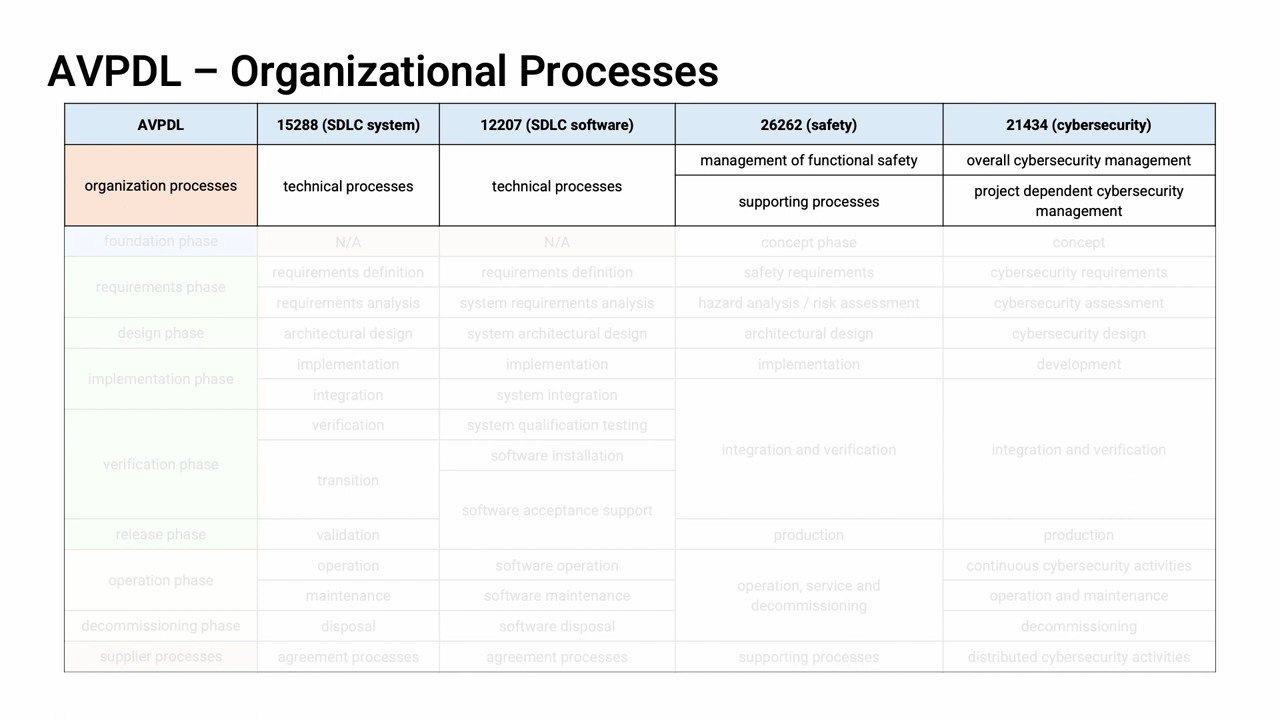 AVPDL – Organizational Processes
AVPDL
15288 (SDLC system)
12207 (SDLC software)
26262 (safety)
21434 (cybersecurity)
organization processes
technical processes
technical processes
management of functional safety
overall cybersecurity management
supporting processes
project dependent cybersecurity
management
foundation phase
N/A
N/A
concept phase
concept
requirements phase
requirements definition
requirements definition
safety requirements
cybersecurity requirements
requirements analysis
system requirements analysis
hazard analysis / risk assessment
cybersecurity assessment
design phase
architectural design
system architectural design
architectural design
cybersecurity design
implementation phase
implementation
implementation
implementation
development
integration
system integration
integration and verification
integration and verification
verification phase
verification
system qualification testing
transition
software installation
software acceptance support
release phase
validation
production
production
operation phase
operation
software operation
operation, service and
decommissioning
continuous cybersecurity activities
maintenance
software maintenance
operation and maintenance
decommissioning phase
disposal
software disposal
decommissioning
supplier processes
agreement processes
agreement processes
supporting processes
distributed cybersecurity activities